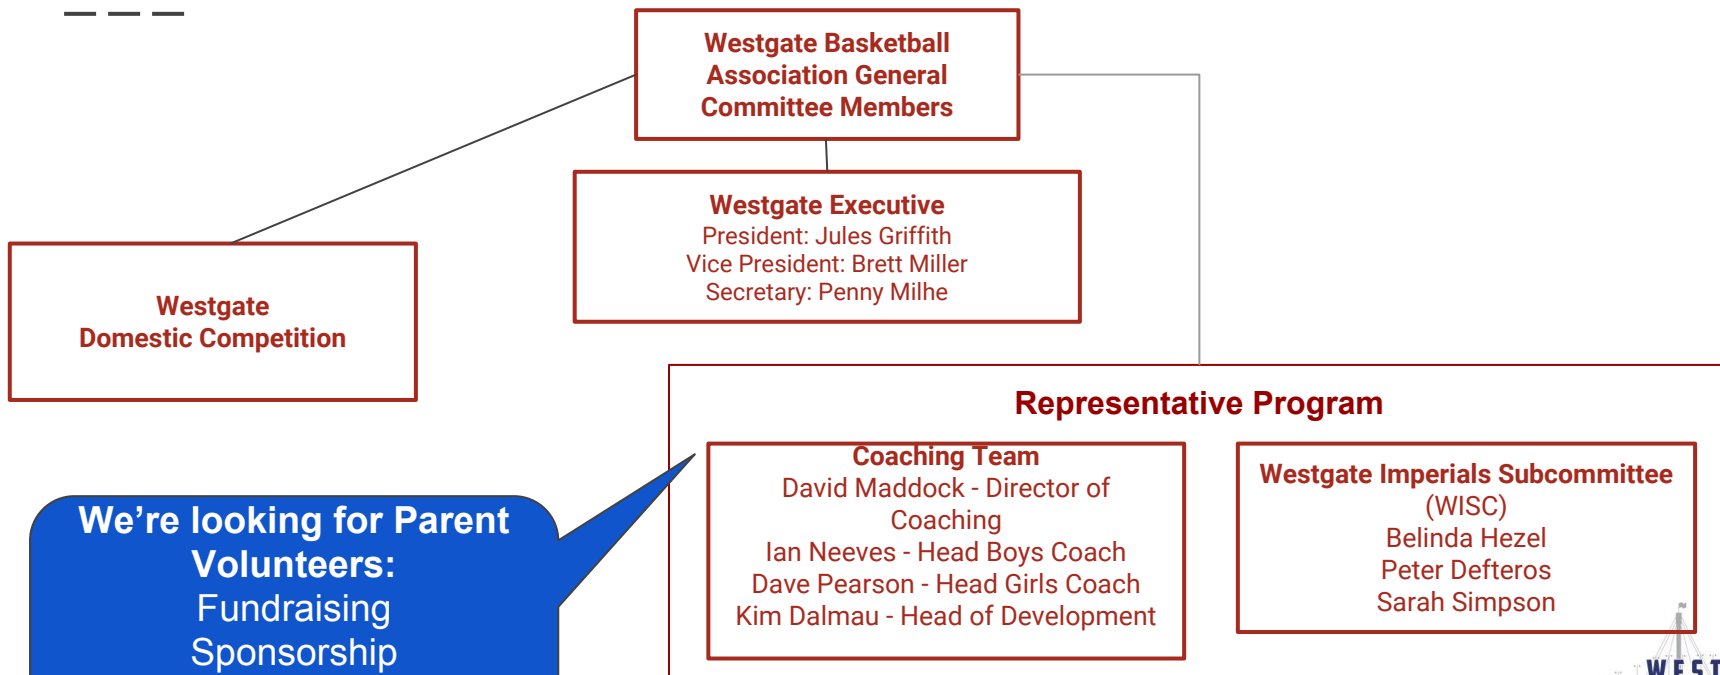 Westgate Basketball
Association General
Committee Members
Westgate Executive
President: Jules Griffith
Vice President: Brett Miller
Secretary: Penny Milhe
Westgate
Domestic Competition
Representative Program
Coaching Team
David Maddock - Director of
Coaching
Ian Neeves - Head Boys Coach
Dave Pearson - Head Girls Coach
Kim Dalmau - Head of Development
Westgate Imperials Subcommittee
(WISC)
Belinda Hezel
Peter Defteros
Sarah Simpson
We’re looking for Parent
Volunteers:
Fundraising
Sponsorship
WEST